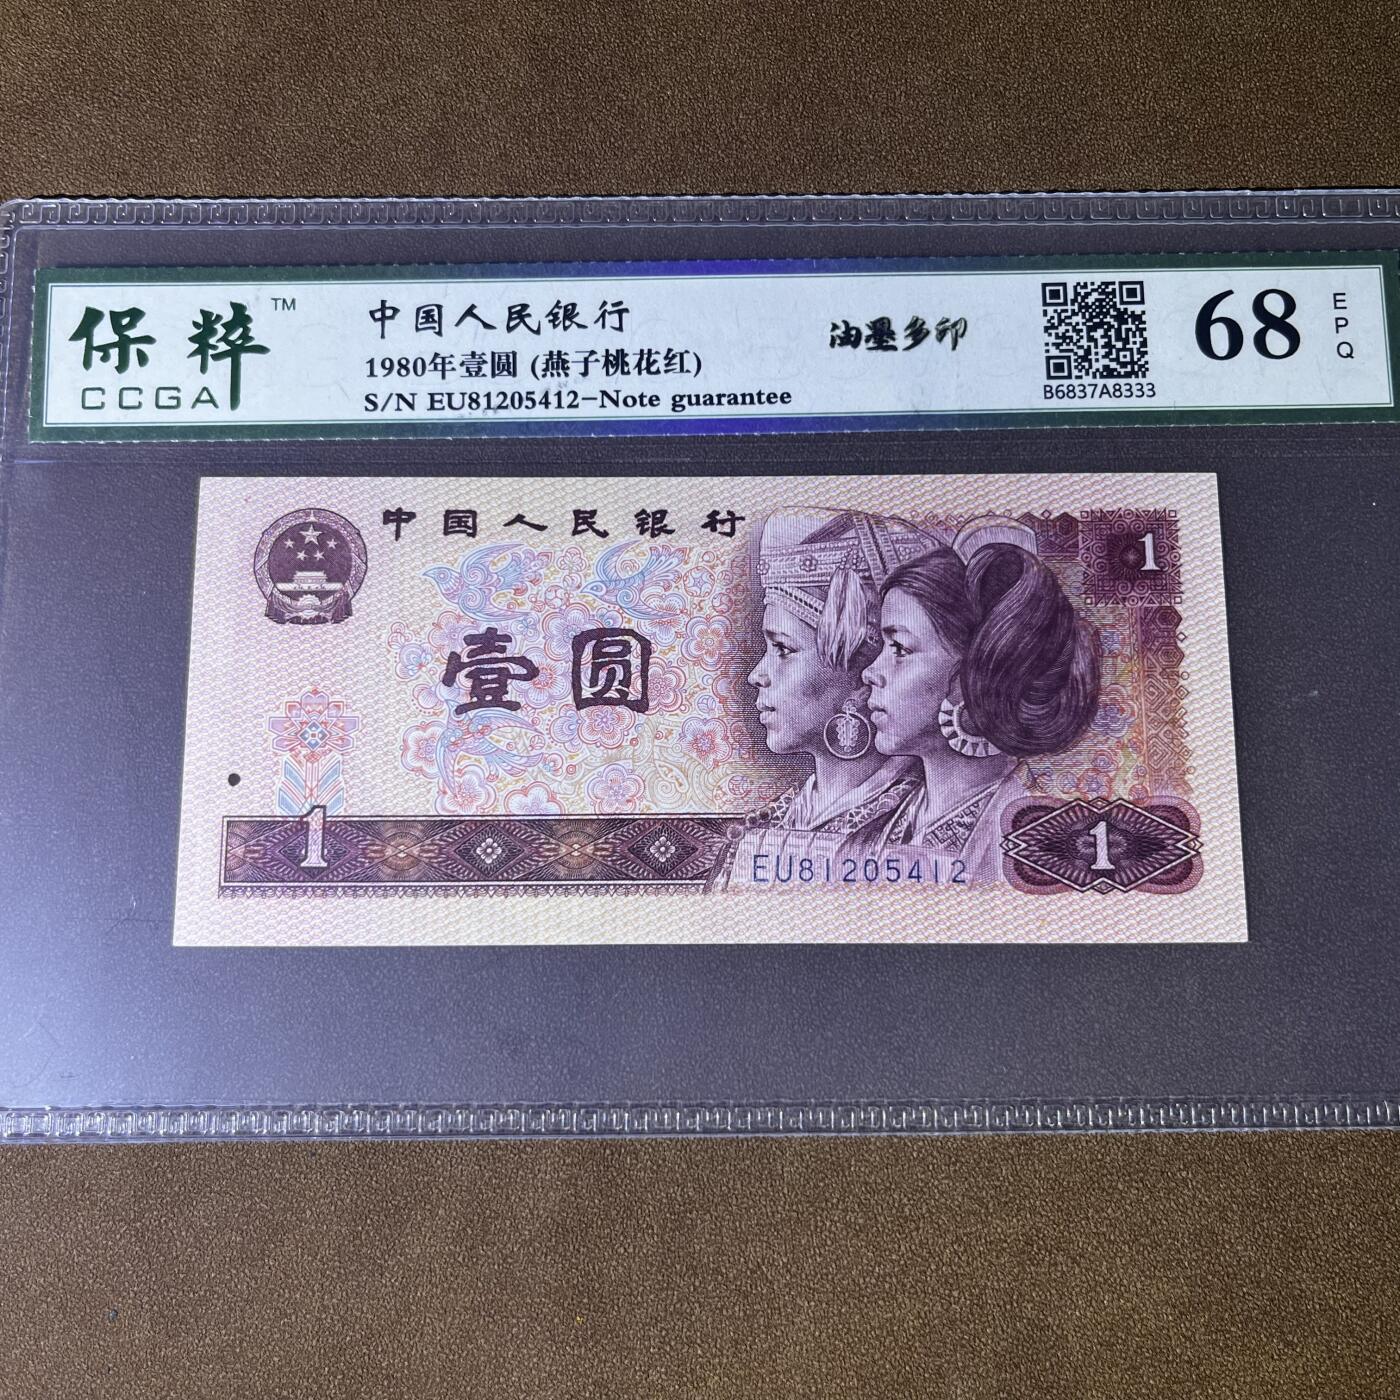 保粹™
CCGA
中国人民银行
1980年壹圆 (燕子桃花红)
S/N EU81205412-Note guarantee
油墨多印
B6837A8333
68
EPQ
中国人民银行
1
壹圆
1
EU81205412
1